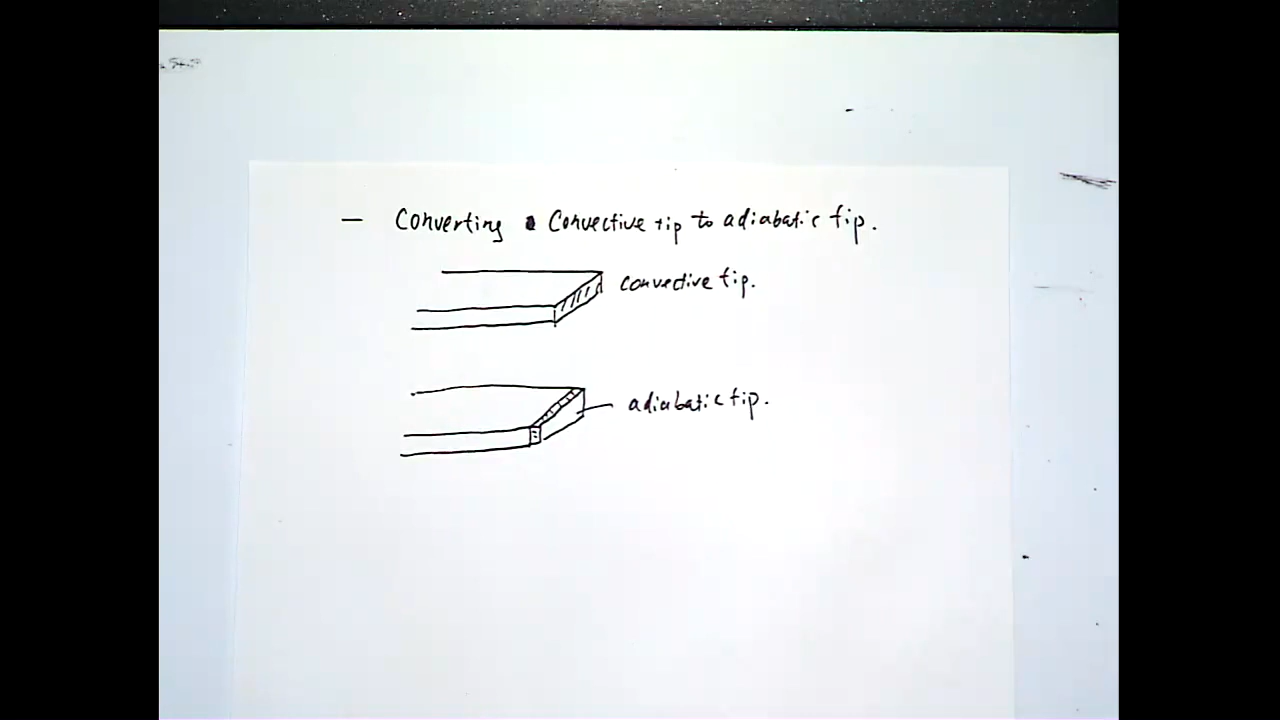 — Converting Convective tip to adiabatic tip.
convective tip.
adiabatic tip.